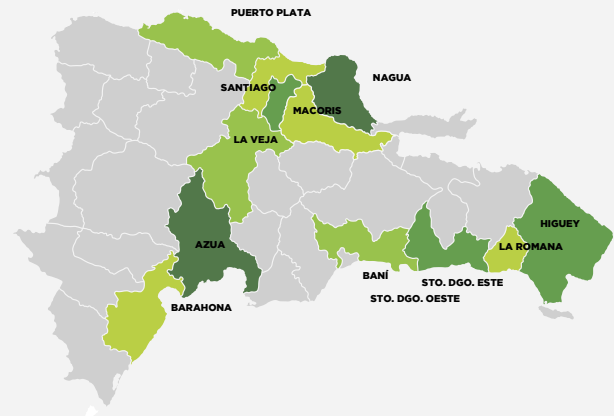 PUERTO PLATA
NAGUA
SANTIAGO
MACORIS
LA VEJA
HIGUEY
AZUA
LA ROMANA
BANÍ
STO. DGO. ESTE
STO. DGO. OESTE
BARAHONA